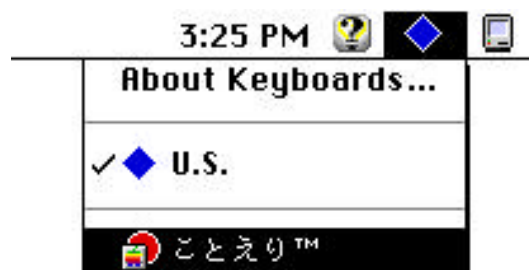 3:25 PM
About Keyboards...
U.S.
ことえり™